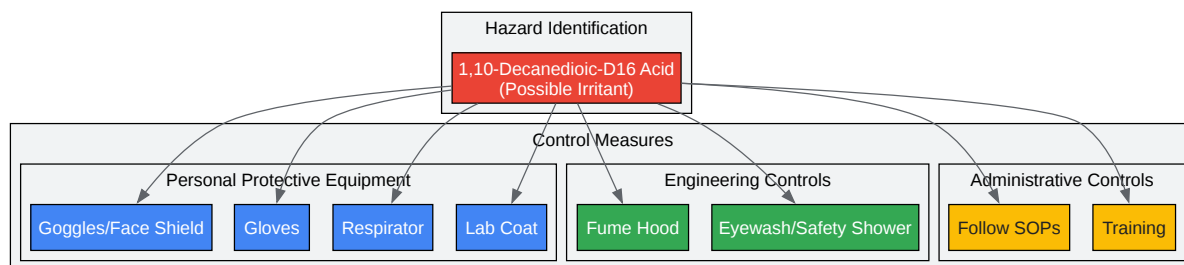 Hazard Identification
1,10-Decanedioic-D16 Acid
(Possible Irritant)
Control Measures
Personal Protective Equipment
Engineering Controls
Administrative Controls
Goggles/Face Shield
Gloves
Respirator
Lab Coat
Fume Hood
Eyewash/Safety Shower
Follow SOPs
Training